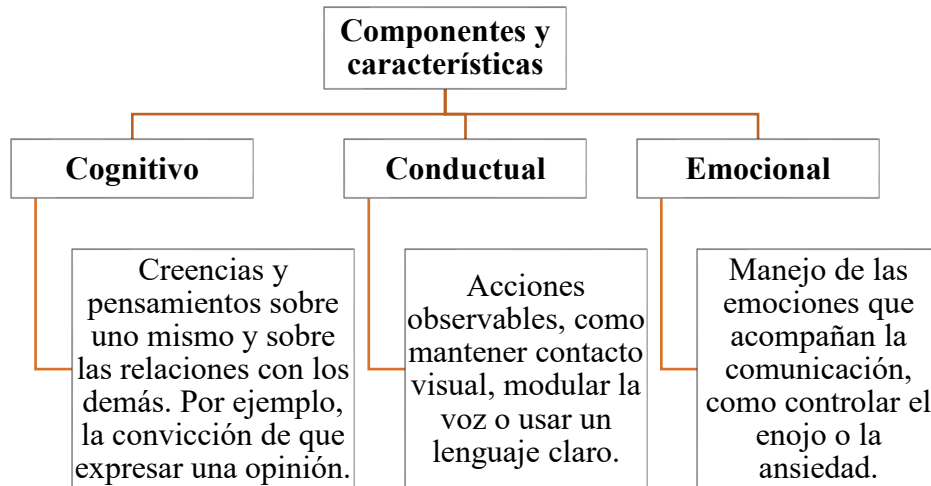 Componentes y
características
Cognitivo
Conductual
Emocional
Creencias y
pensamientos sobre
uno mismo y sobre
las relaciones con los
demás. Por ejemplo,
la convicción de que
expresar una opinión.
Acciones
observables, como
mantener contacto
visual, modular la
voz o usar un
lenguaje claro.
Manejo de las
emociones que
acompañan la
comunicación,
como controlar el
enojo o la
ansiedad.